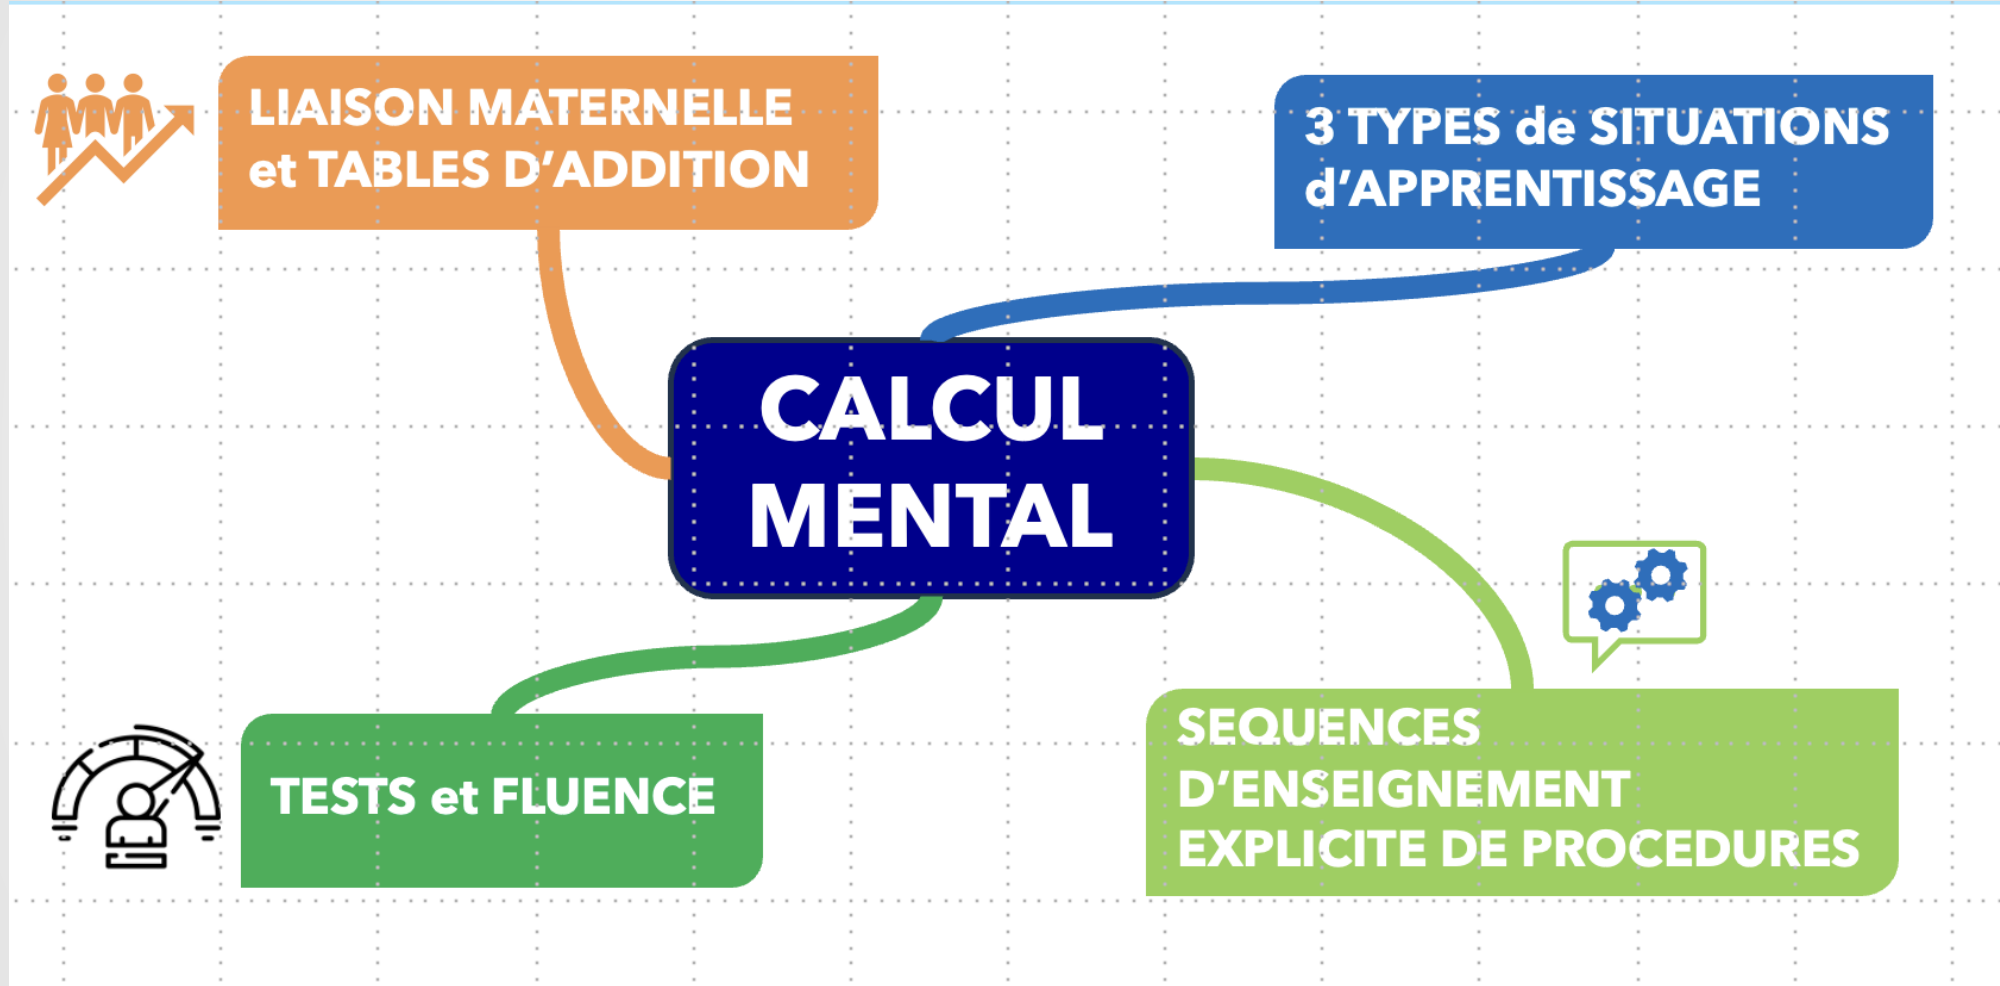 LIAISON MATERNELLE
et TABLES D’ADDITION
3 TYPES de SITUATIONS
d’APPRENTISSAGE
CALCUL
MENTAL
TESTS et FLUENCE
SEQUENCES
D’ENSEIGNEMENT
EXPLICITE DE PROCEDURES